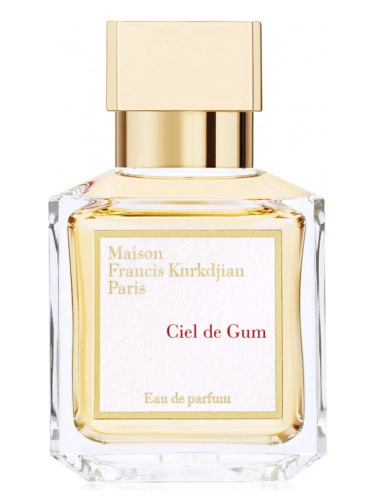 Maison
Francis Kurkdjian
Paris
Ciel de Gum
Eau de parfum